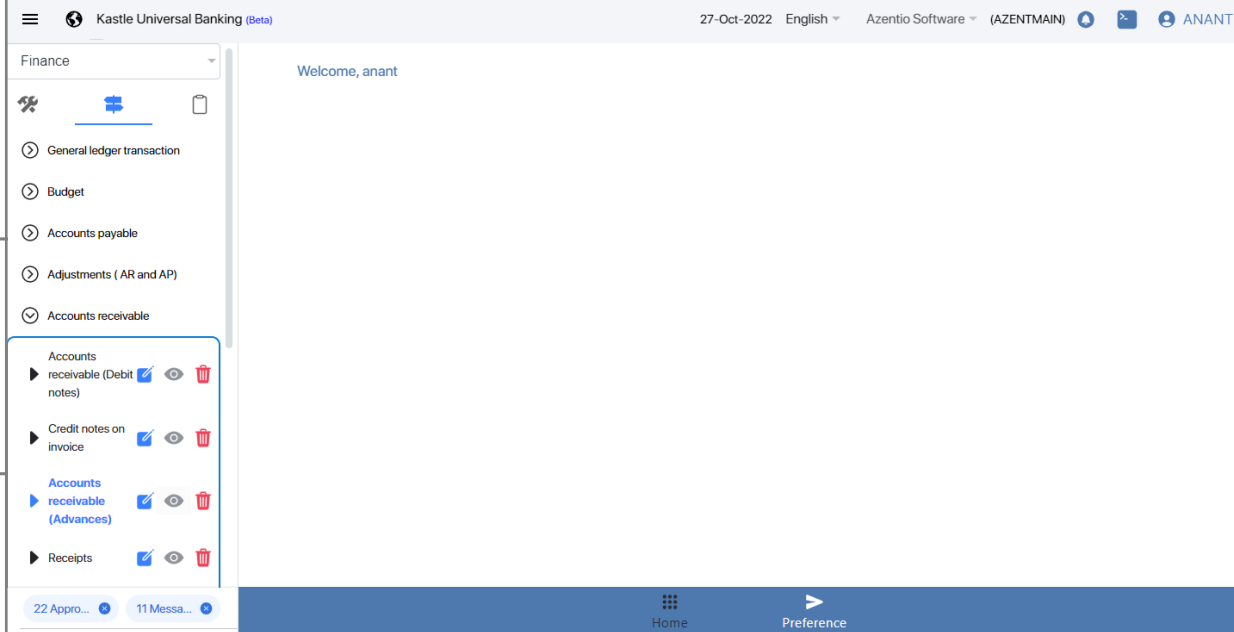 Kastle Universal Banking (Beta)
27-Oct-2022 English Azentio Software (AZENTMAIN) ANANT
Finance
Welcome, anant
General ledger transaction
Budget
Accounts payable
Adjustments ( AR and AP)
Accounts receivable
Accounts
receivable (Debit
notes)
Credit notes on
invoice
Accounts
receivable
(Advances)
Receipts
22 Appro...
11 Messa...
Home
Preference